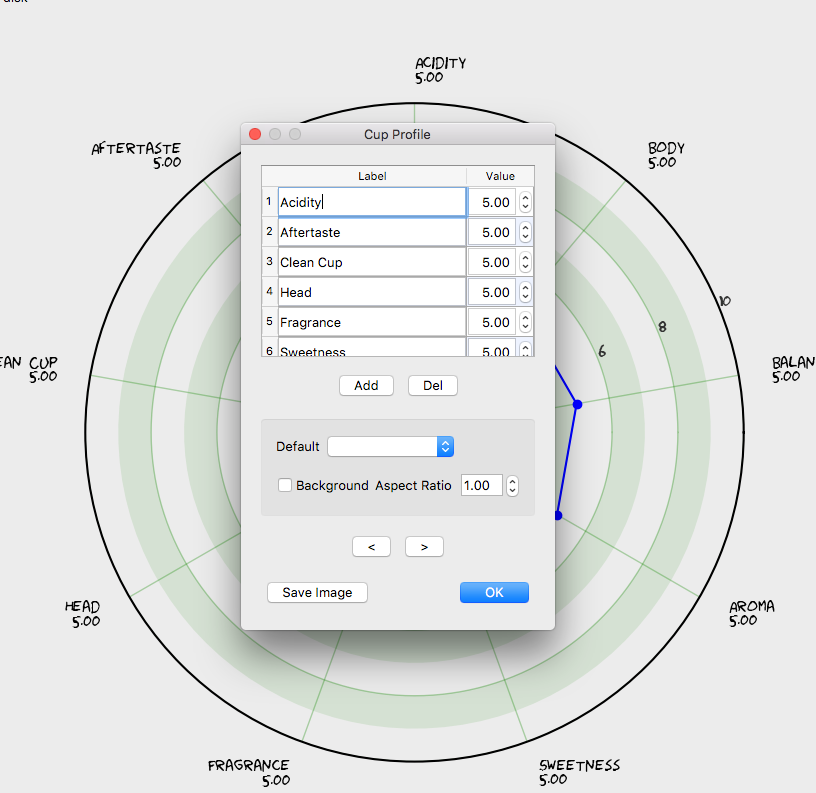 ACIDITY
5.00
AFTERTASTE
5.00
BODY
5.00
Cup Profile
Label Value
1 Acidity 5.00
2 Aftertaste 5.00
3 Clean Cup 5.00
4 Head 5.00
5 Fragrance 5.00
6 Sweetness 5.00
10
8
6
EAN CUP
5.00
BALAN
5.00
Add Del
Default
Background Aspect Ratio 1.00
< >
Save Image OK
HEAD
5.00
AROMA
5.00
FRAGRANCE
5.00
SWEETNESS
5.00